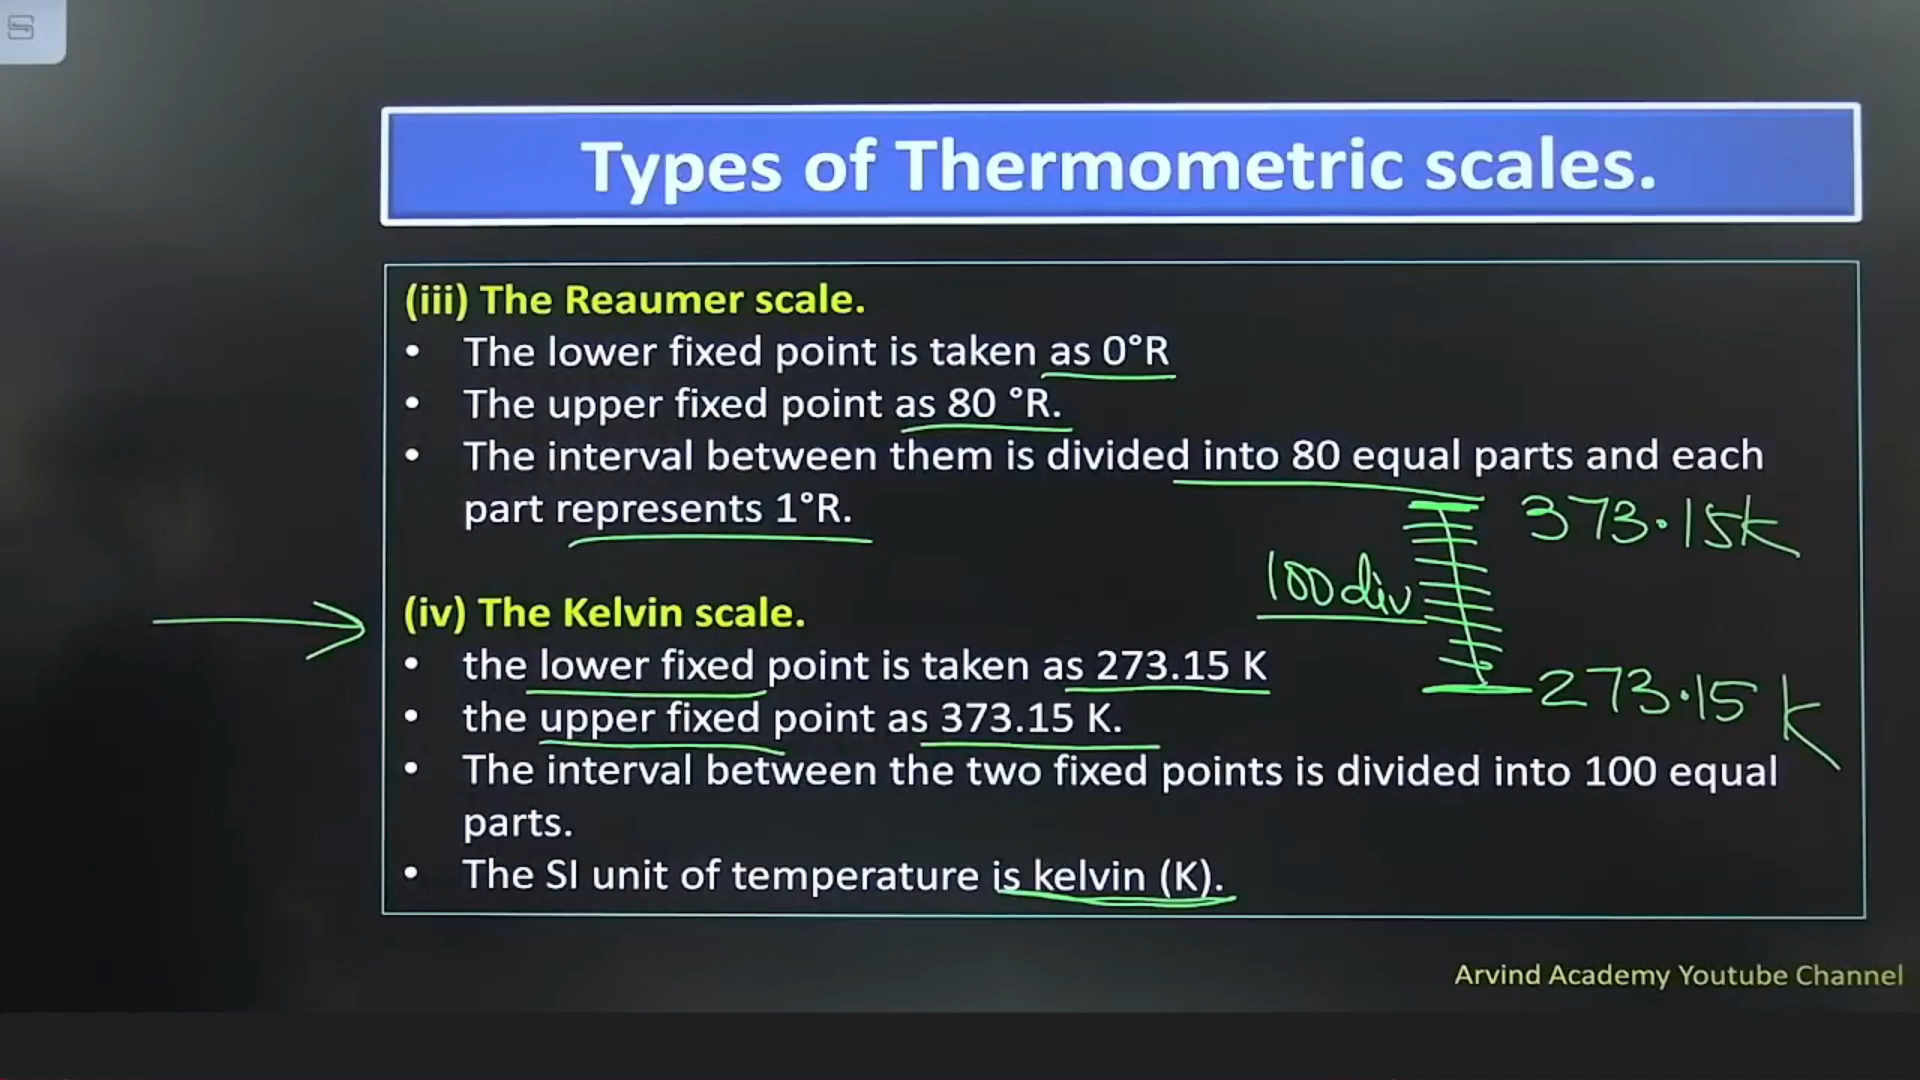 Types of Thermometric scales.
(iii) The Reaumer scale.
• The lower fixed point is taken as 0°R
• The upper fixed point as 80 °R.
• The interval between them is divided into 80 equal parts and each
part represents 1°R.
373.15K
100 div
(iv) The Kelvin scale.
• the lower fixed point is taken as 273.15 K
273.15 K
• the upper fixed point as 373.15 K.
• The interval between the two fixed points is divided into 100 equal
parts.
• The SI unit of temperature is kelvin (K).
Arvind Academy Youtube Channel